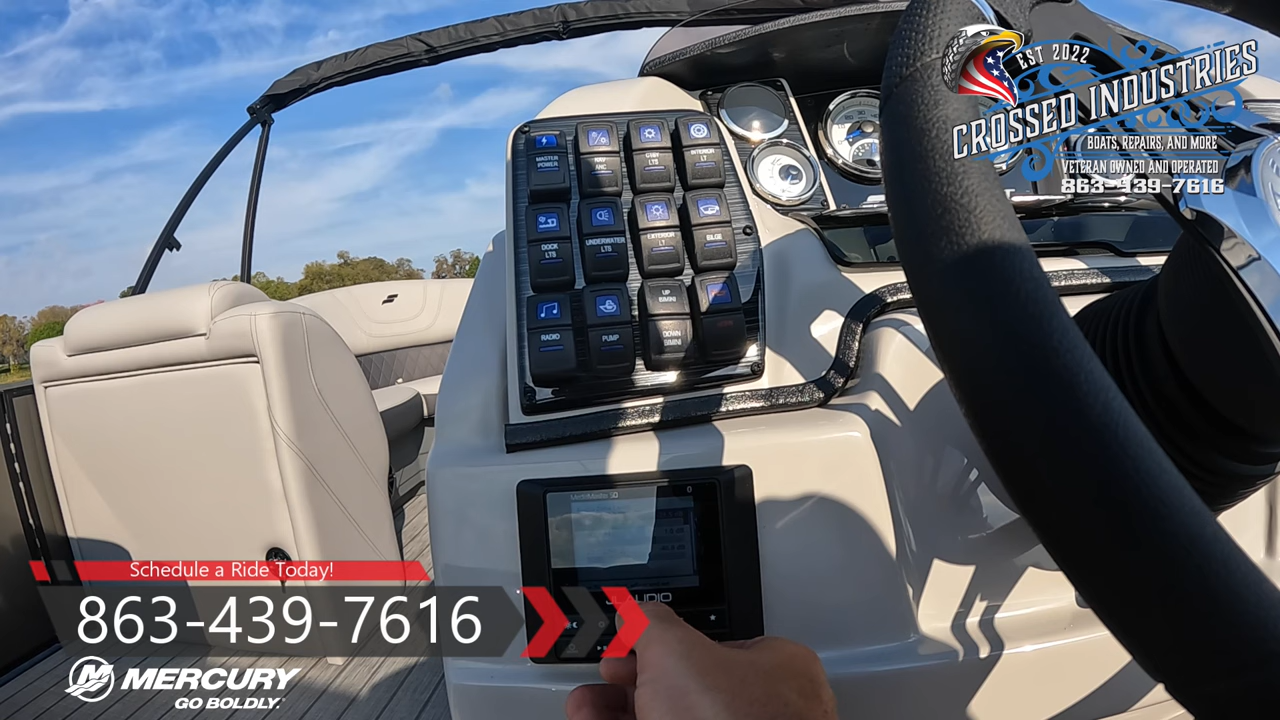 EST 2022
CROSSED INDUSTRIES
BOATS, REPAIRS, AND MORE
VETERAN OWNED AND OPERATED
863-439-7616
MASTER POWER
NAV ANC
INTERIOR LT
DOCK LTS
UNDERWATER LTS
EXTERIOR LT
BILGE
RADIO
PUMP
UP BIMINI
DOWN BIMINI
JL AUDIO
Schedule a Ride Today!
863-439-7616
MERCURY
GO BOLDLY.